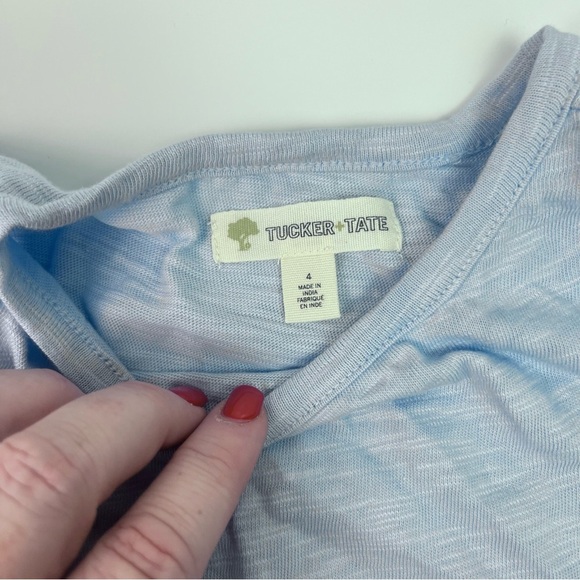 TUCKER+TATE
4
MADE IN
INDIA
FABRIQUÉ
EN INDE